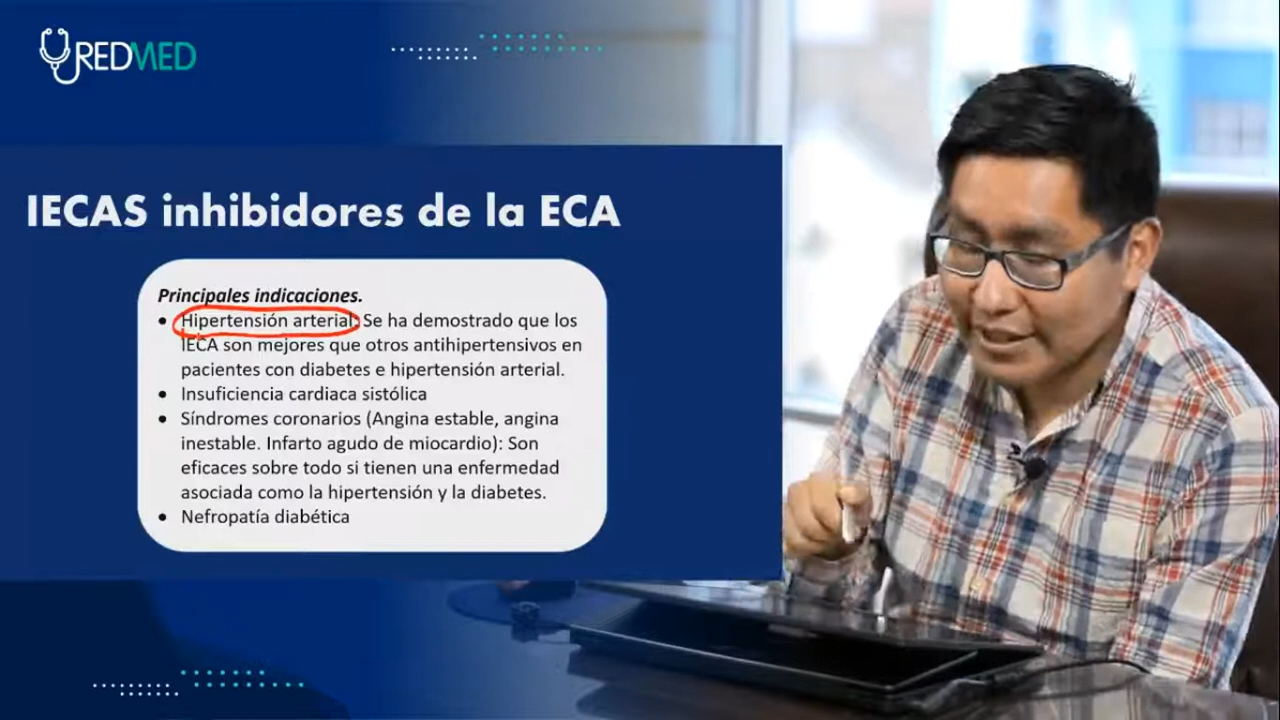 REDMED
IECAS inhibidores de la ECA
Principales indicaciones.
• Hipertensión arterial: Se ha demostrado que los
IECA son mejores que otros antihipertensivos en
pacientes con diabetes e hipertensión arterial.
• Insuficiencia cardiaca sistólica
• Síndromes coronarios (Angina estable, angina
inestable. Infarto agudo de miocardio): Son
eficaces sobre todo si tienen una enfermedad
asociada como la hipertensión y la diabetes.
• Nefropatía diabética